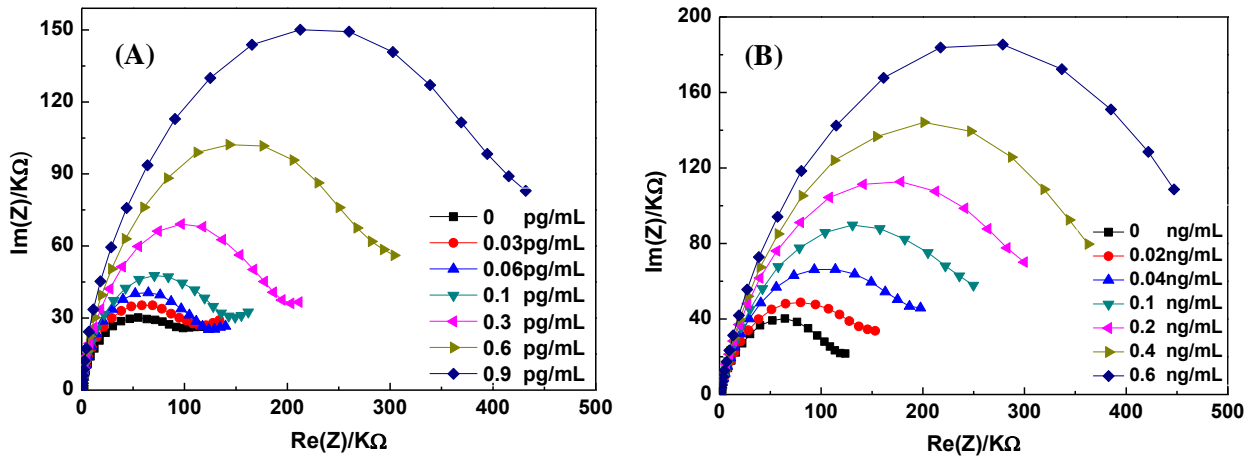 (A)
Im(Z)/KΩ
150
120
90
60
30
0
0 pg/mL
0.03pg/mL
0.06pg/mL
0.1 pg/mL
0.3 pg/mL
0.6 pg/mL
0.9 pg/mL
0 100 200 300 400 500
Re(Z)/KΩ
(B)
Im(Z)/KΩ
200
160
120
80
40
0
0 ng/mL
0.02ng/mL
0.04ng/mL
0.1 ng/mL
0.2 ng/mL
0.4 ng/mL
0.6 ng/mL
0 100 200 300 400 500
Re(Z)/KΩ